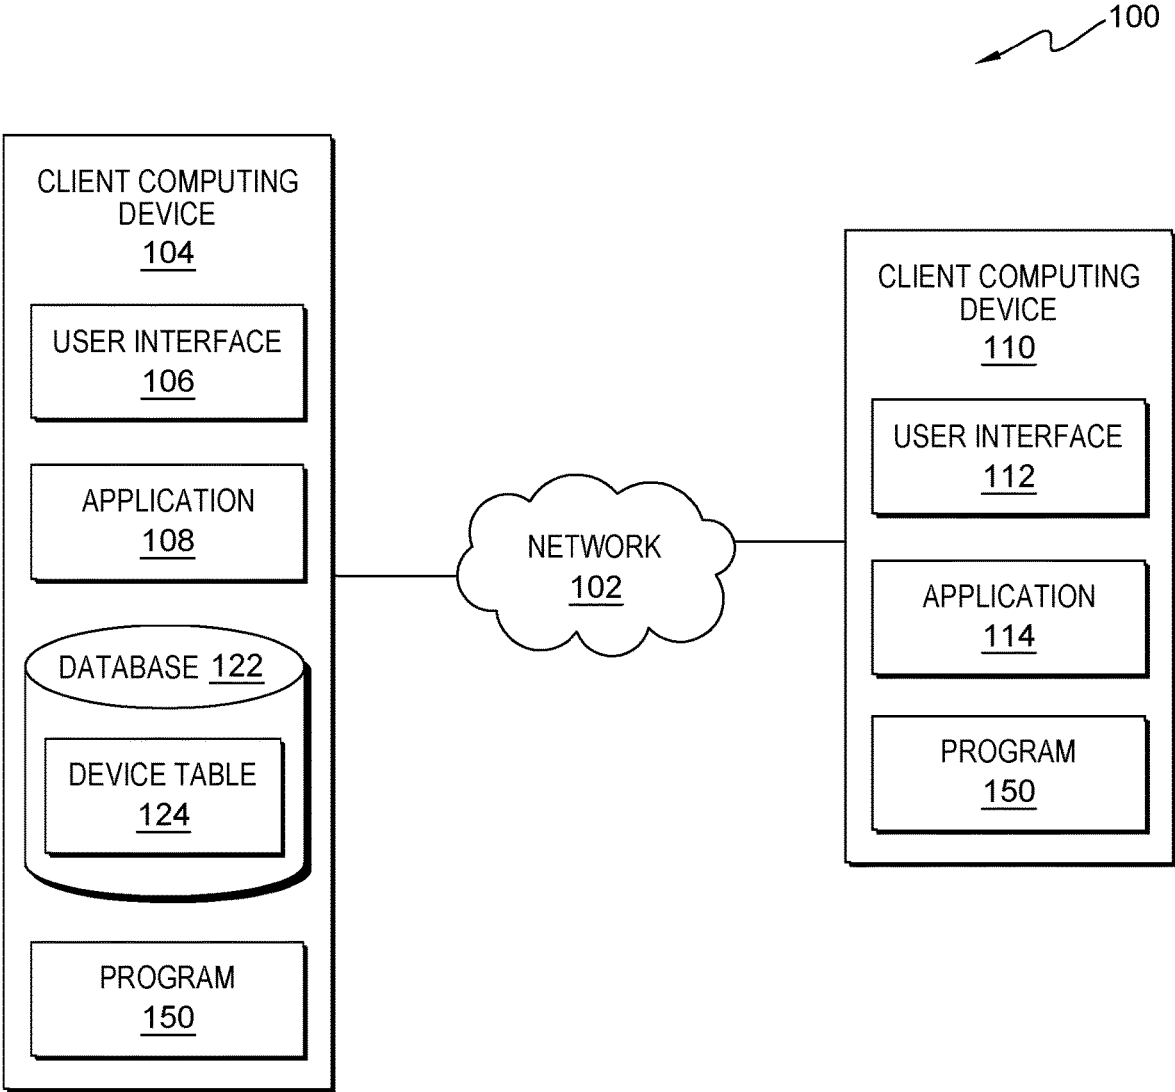 100
CLIENT COMPUTING
DEVICE
104
USER INTERFACE
106
APPLICATION
108
DATABASE 122
DEVICE TABLE
124
PROGRAM
150
NETWORK
102
CLIENT COMPUTING
DEVICE
110
USER INTERFACE
112
APPLICATION
114
PROGRAM
150